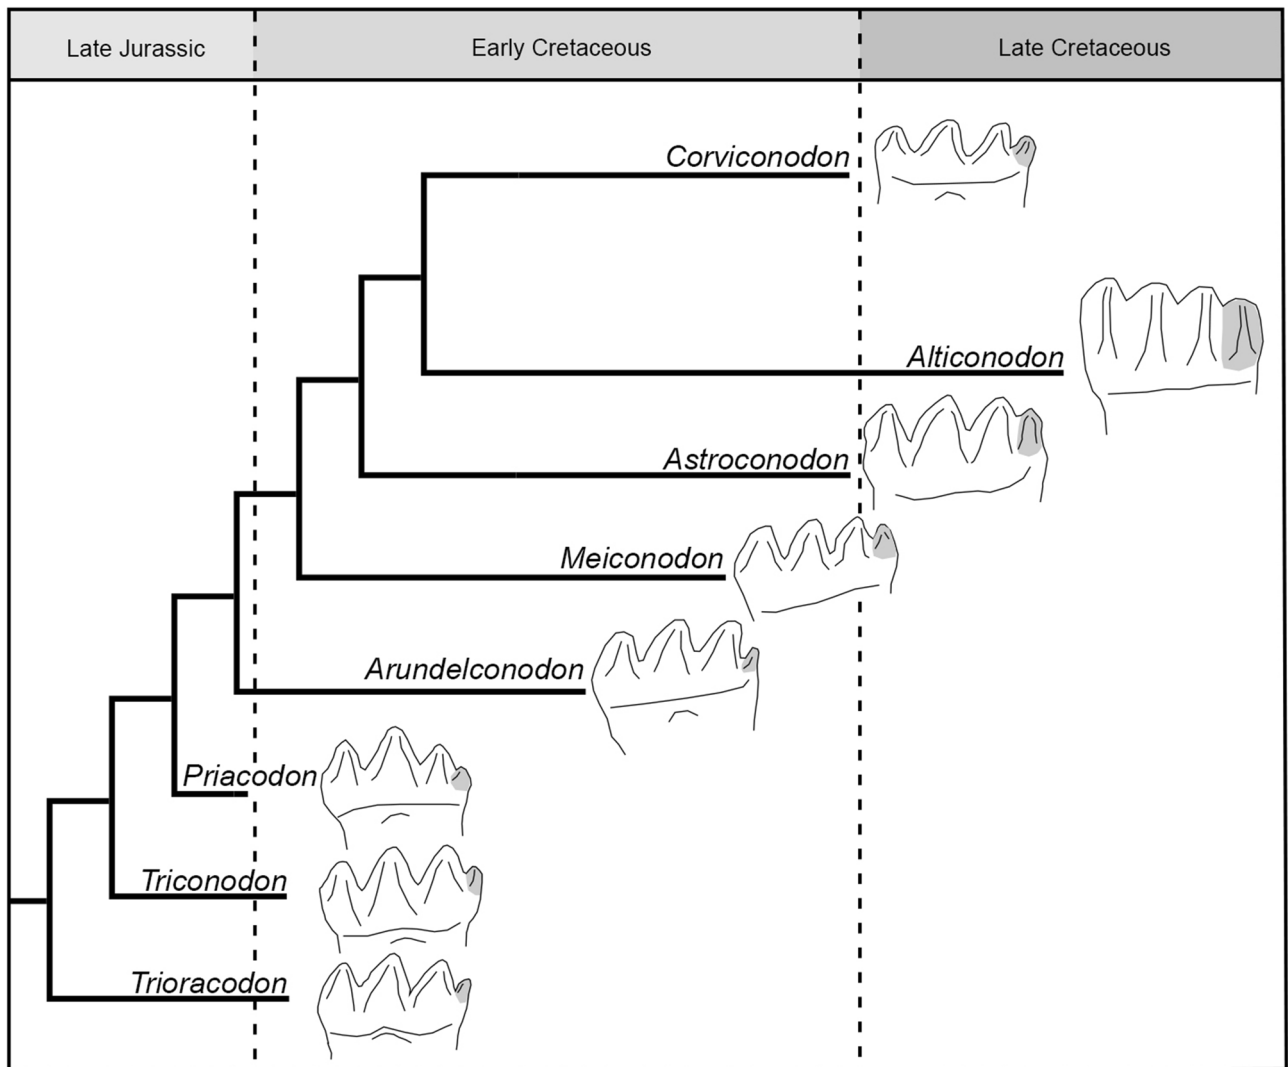 Late Jurassic
Early Cretaceous
Late Cretaceous
Corviconodon
Alticonodon
Astroconodon
Meiconodon
Arundelconodon
Priacodon
Triconodon
Trioracodon